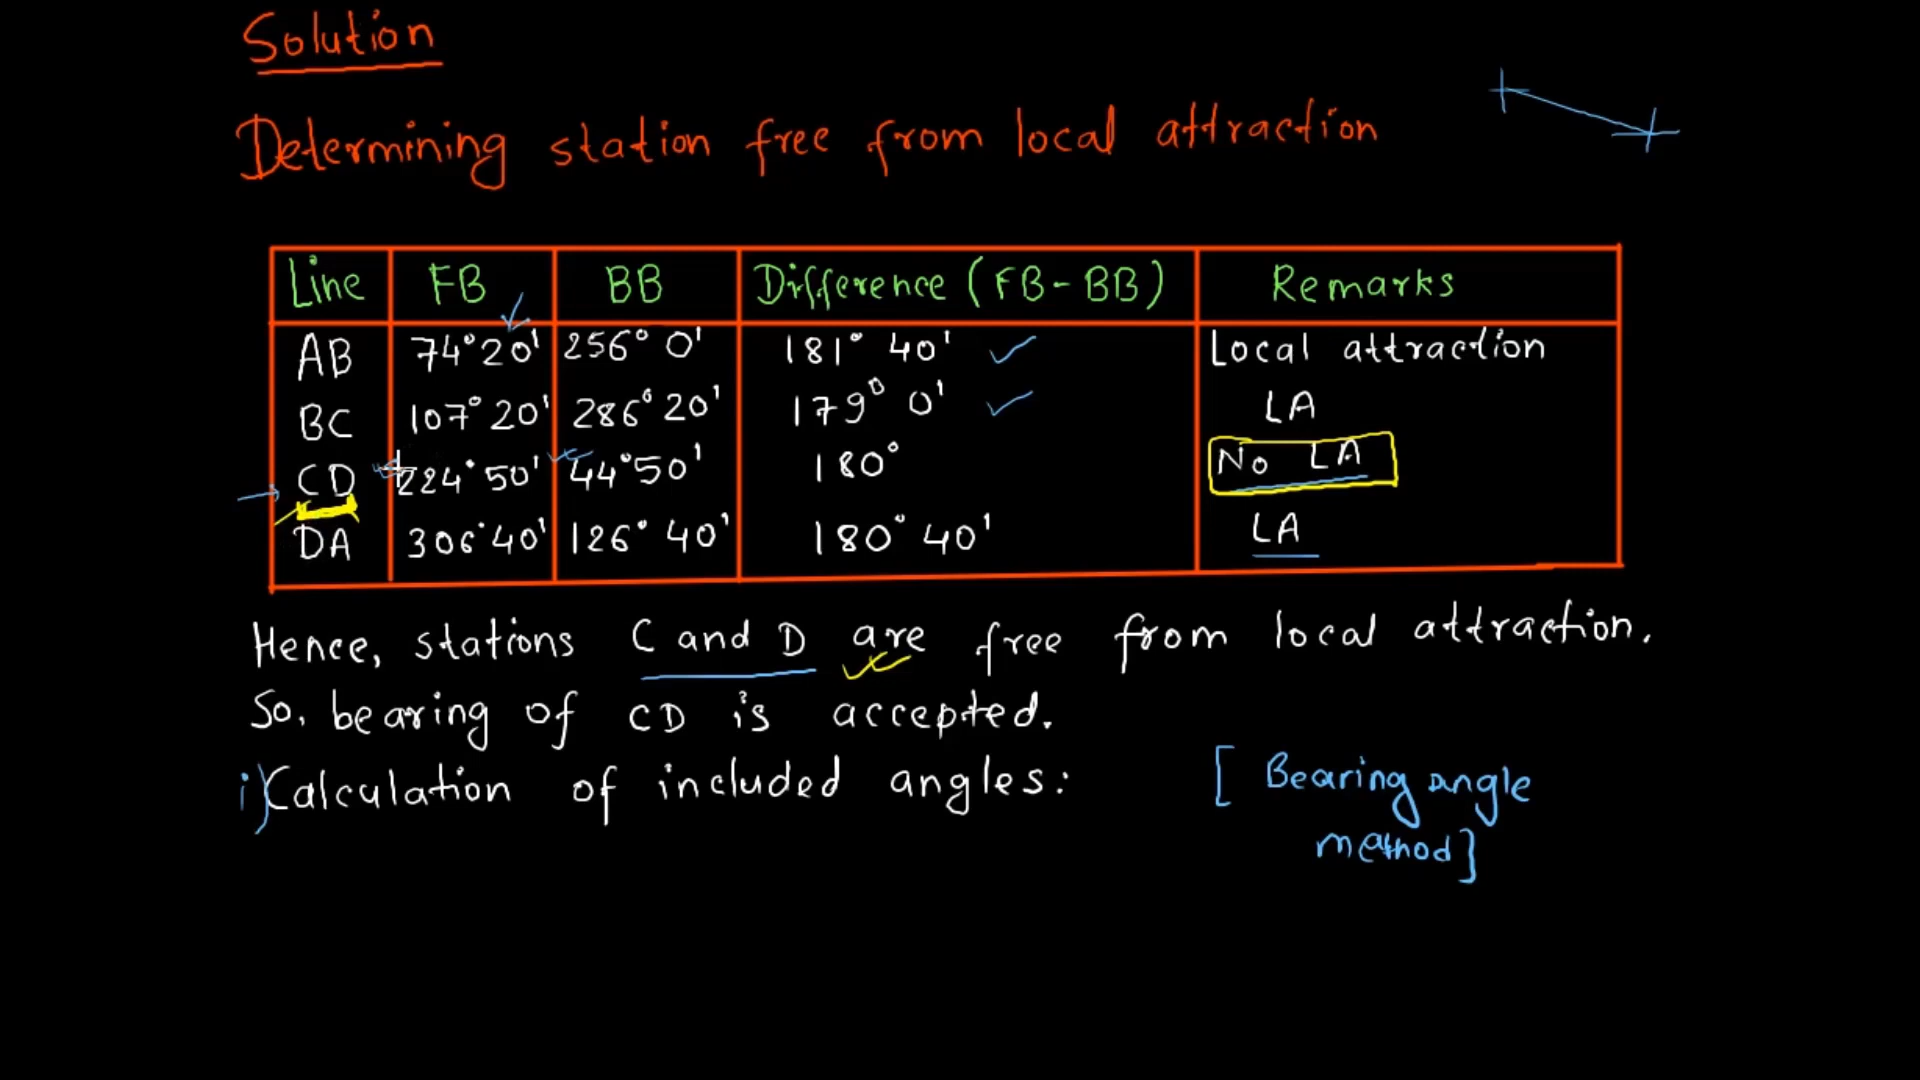 Solution
Determining station free from local attraction
Line FB BB Difference (FB-BB) Remarks
AB 74°20' 256° 0' 181° 40' Local attraction
BC 107°20' 286°20' 179° 0' LA
CD 224°50' 44°50' 180° No LA
DA 306°40' 126° 40' 180° 40' LA
Hence, stations C and D are free from local attraction.
So, bearing of CD is accepted.
i) Calculation of included angles: [ Bearing angle
method ]